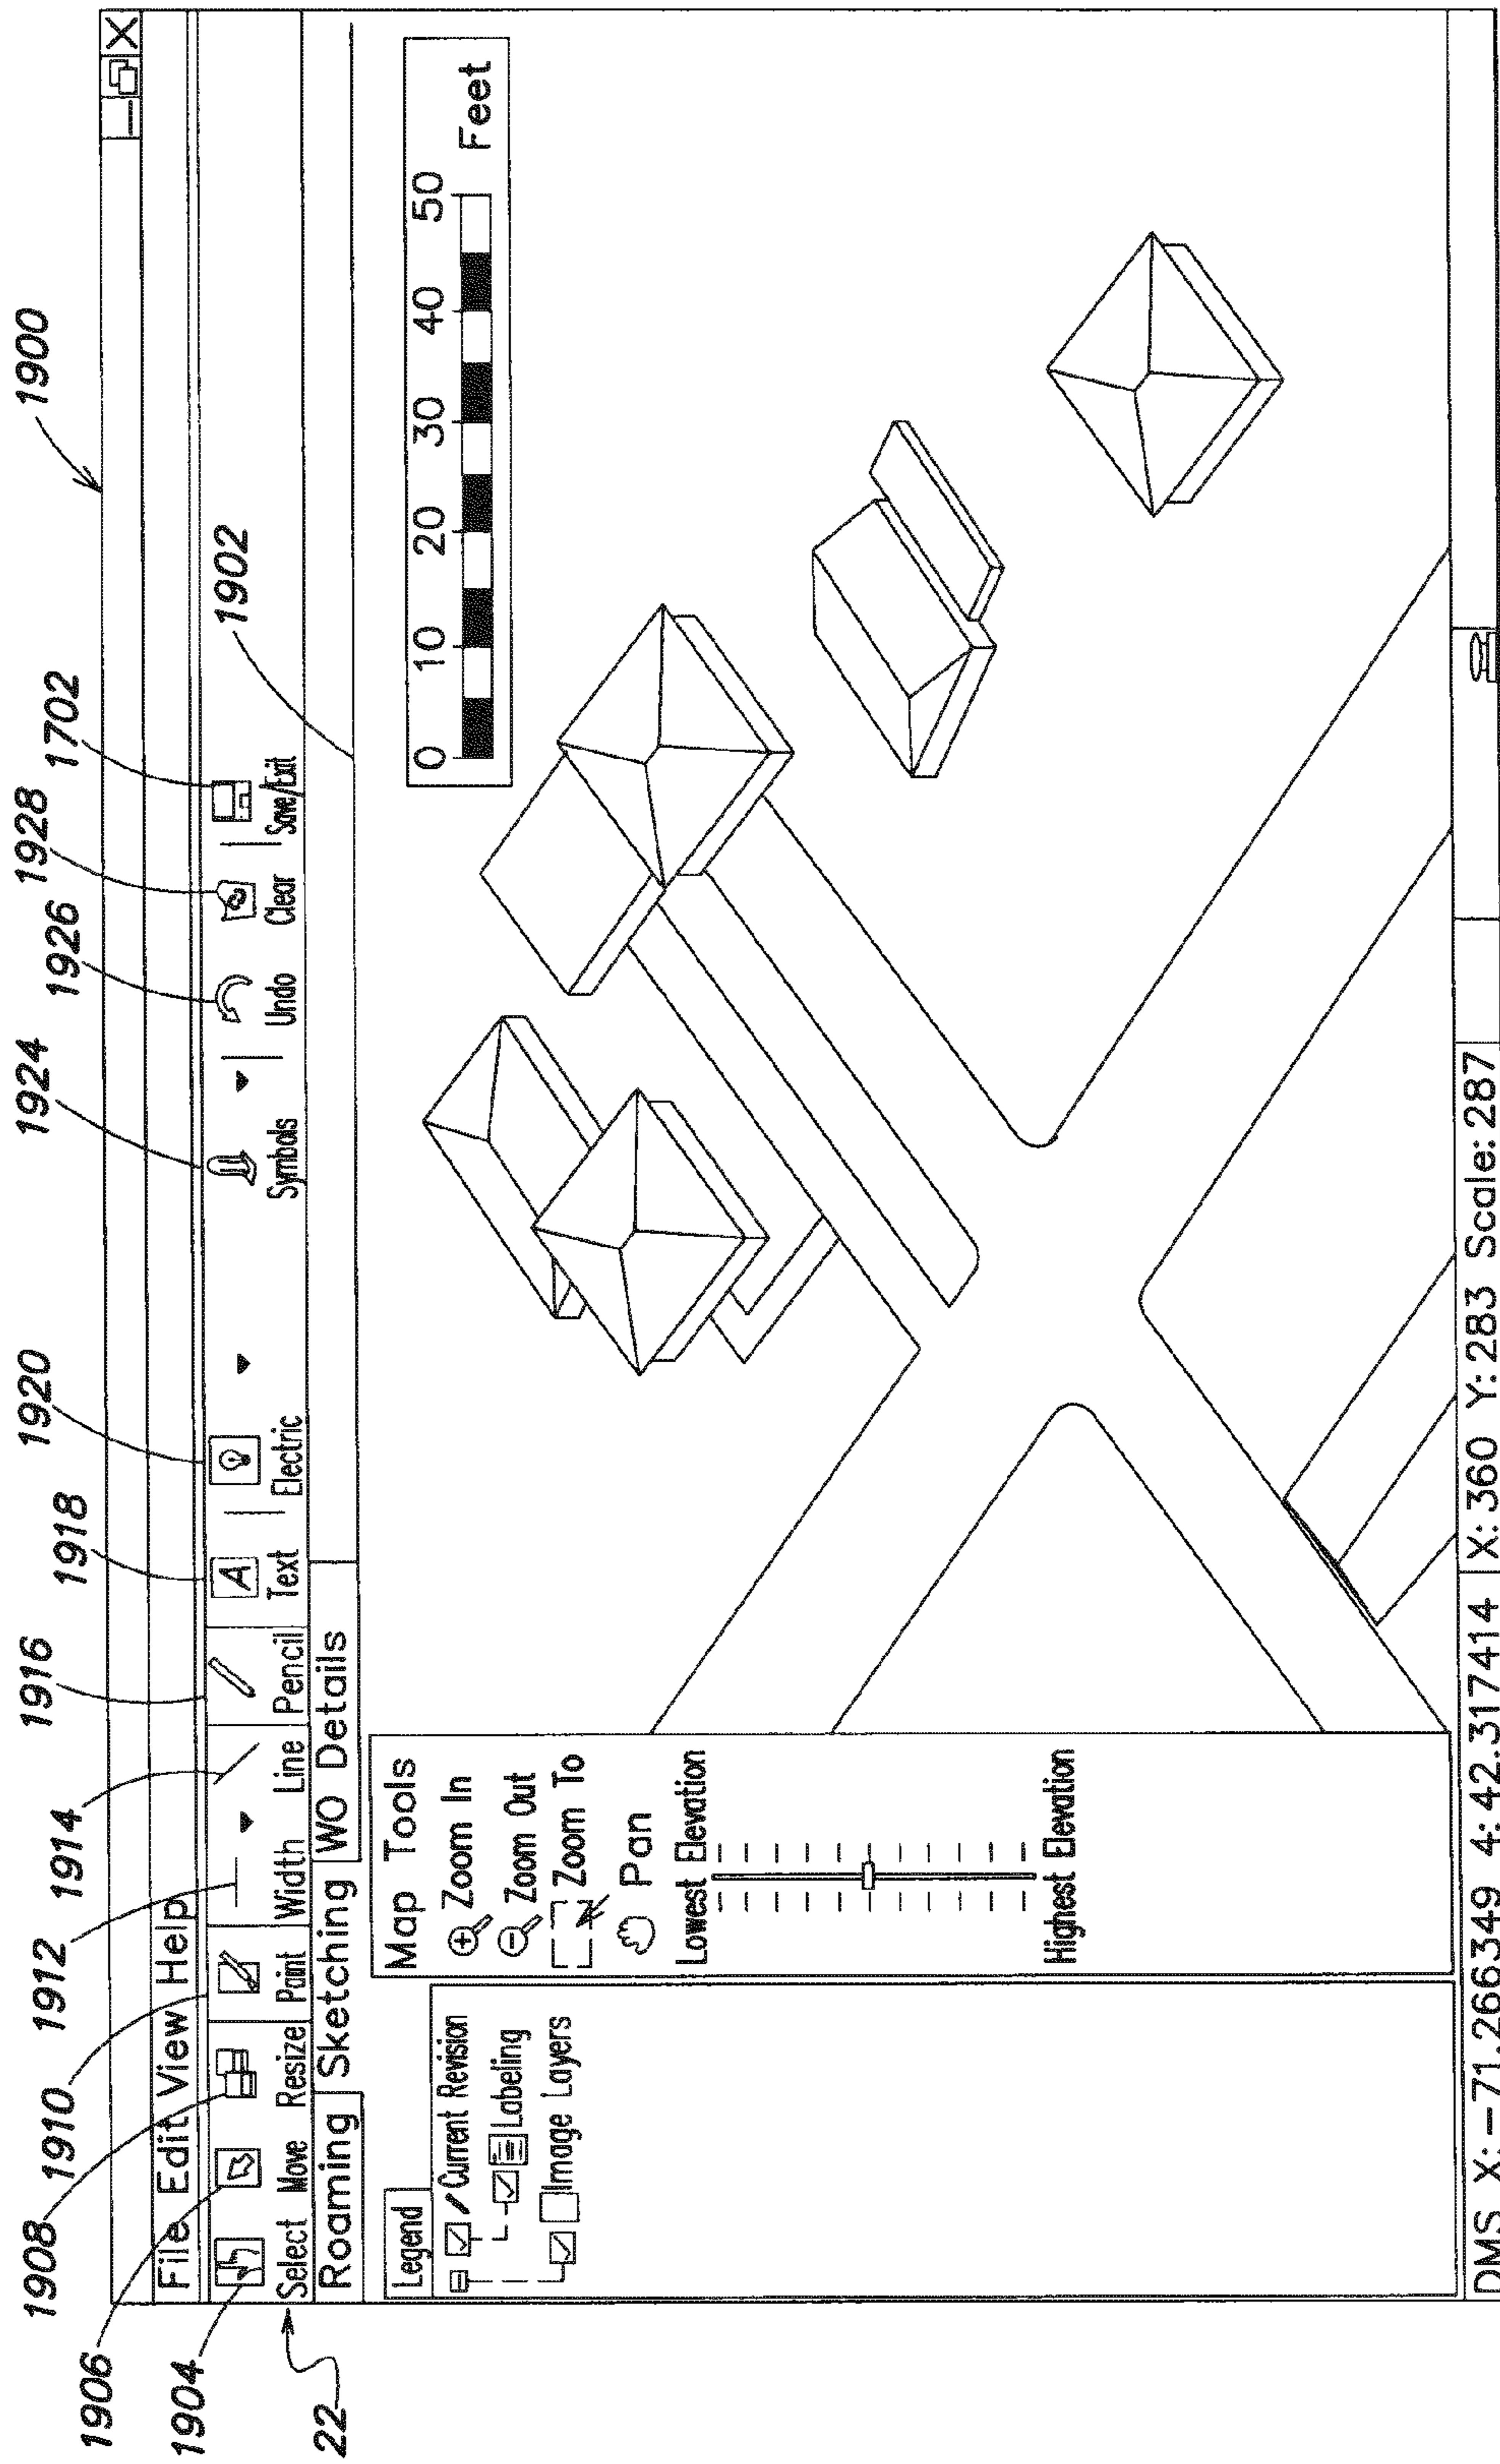 1900
1908 1910 1912 1914 1916 1918 1920 1924 1926 1928 1702
1906
1904
22
1902
File Edit View Help
Select Move Resize Paint Width Line Pencil Text Electric Symbols Undo Clear Save/Exit
Roaming Sketching WO Details
Legend
Current Revision
Labeling
Image Layers
Map Tools
Zoom In
Zoom Out
Zoom To
Pan
Lowest Elevation
Highest Elevation
0 10 20 30 40 50
Feet
DMS X: -71.266349 4: 42.317414 X: 360 Y: 283 Scale: 287